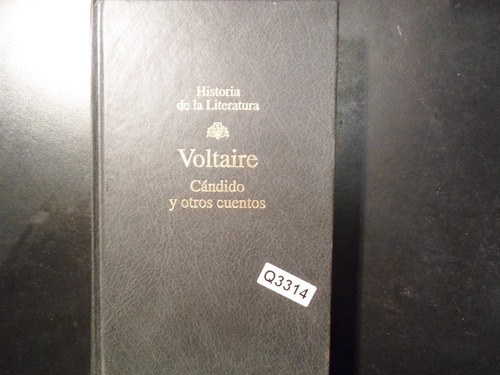 Historia
de la Literatura
Voltaire
Cándido
y otros cuentos
Q3314